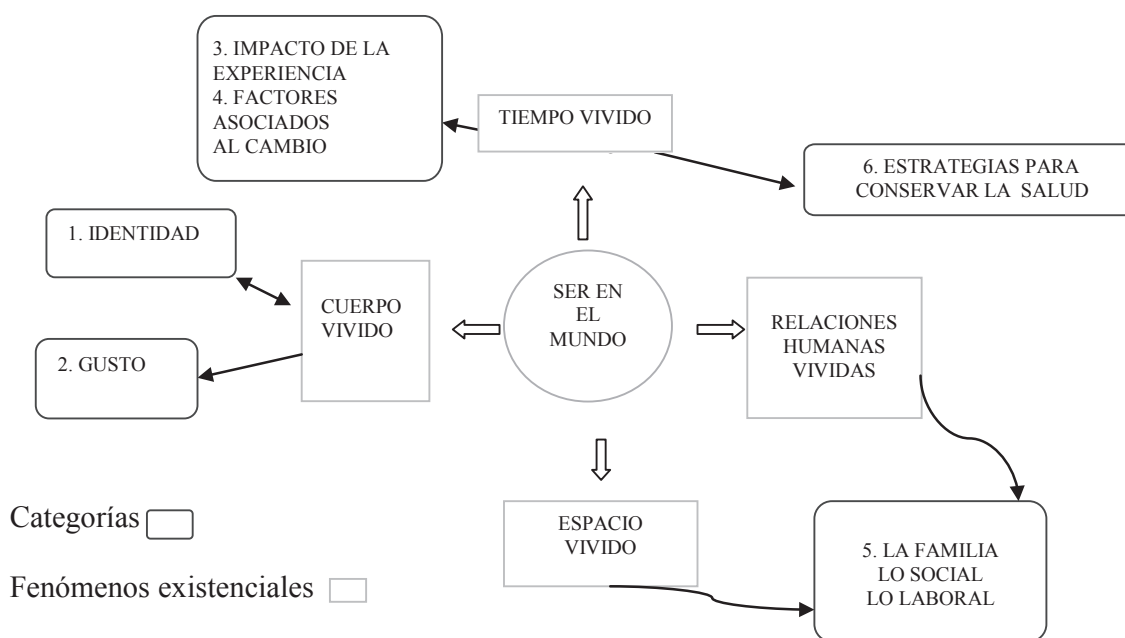 3. IMPACTO DE LA
EXPERIENCIA
4. FACTORES
ASOCIADOS
AL CAMBIO
TIEMPO VIVIDO
6. ESTRATEGIAS PARA
CONSERVAR LA SALUD
1. IDENTIDAD
CUERPO
VIVIDO
SER EN
EL
MUNDO
RELACIONES
HUMANAS
VIVIDAS
2. GUSTO
ESPACIO
VIVIDO
5. LA FAMILIA
LO SOCIAL
LO LABORAL
Categorías
Fenómenos existenciales